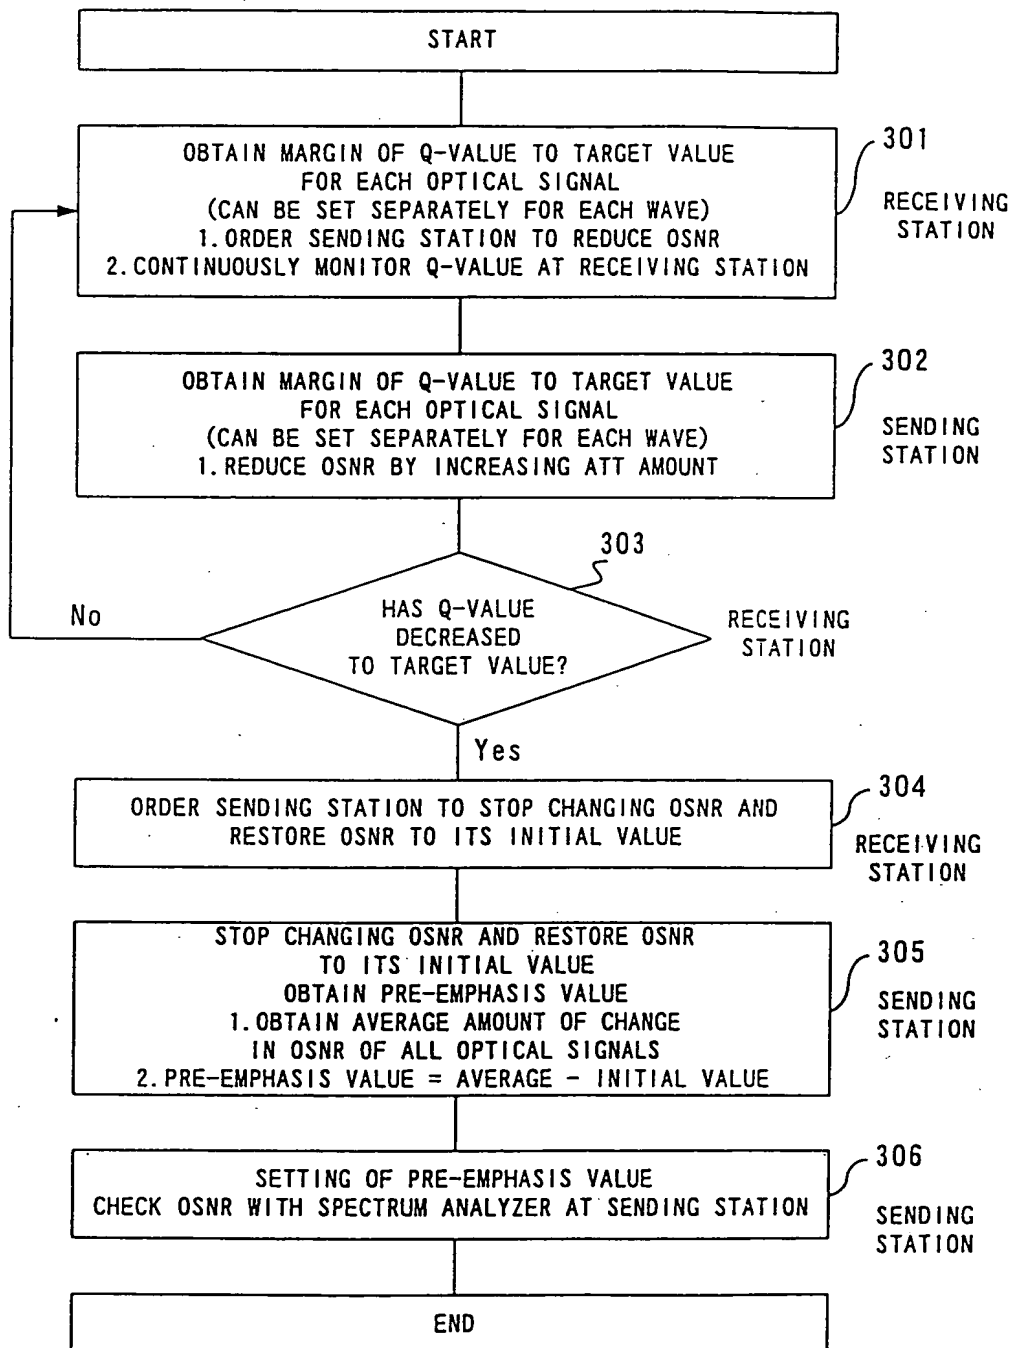 START
OBTAIN MARGIN OF Q-VALUE TO TARGET VALUE
FOR EACH OPTICAL SIGNAL
(CAN BE SET SEPARATELY FOR EACH WAVE)
1. ORDER SENDING STATION TO REDUCE OSNR
2. CONTINUOUSLY MONITOR Q-VALUE AT RECEIVING STATION
301
RECEIVING
STATION
OBTAIN MARGIN OF Q-VALUE TO TARGET VALUE
FOR EACH OPTICAL SIGNAL
(CAN BE SET SEPARATELY FOR EACH WAVE)
1. REDUCE OSNR BY INCREASING ATT AMOUNT
302
SENDING
STATION
303
HAS Q-VALUE
DECREASED
TO TARGET VALUE?
No
RECEIVING
STATION
Yes
ORDER SENDING STATION TO STOP CHANGING OSNR AND
RESTORE OSNR TO ITS INITIAL VALUE
304
RECEIVING
STATION
STOP CHANGING OSNR AND RESTORE OSNR
TO ITS INITIAL VALUE
OBTAIN PRE-EMPHASIS VALUE
1. OBTAIN AVERAGE AMOUNT OF CHANGE
IN OSNR OF ALL OPTICAL SIGNALS
2. PRE-EMPHASIS VALUE = AVERAGE - INITIAL VALUE
305
SENDING
STATION
SETTING OF PRE-EMPHASIS VALUE
CHECK OSNR WITH SPECTRUM ANALYZER AT SENDING STATION
306
SENDING
STATION
END